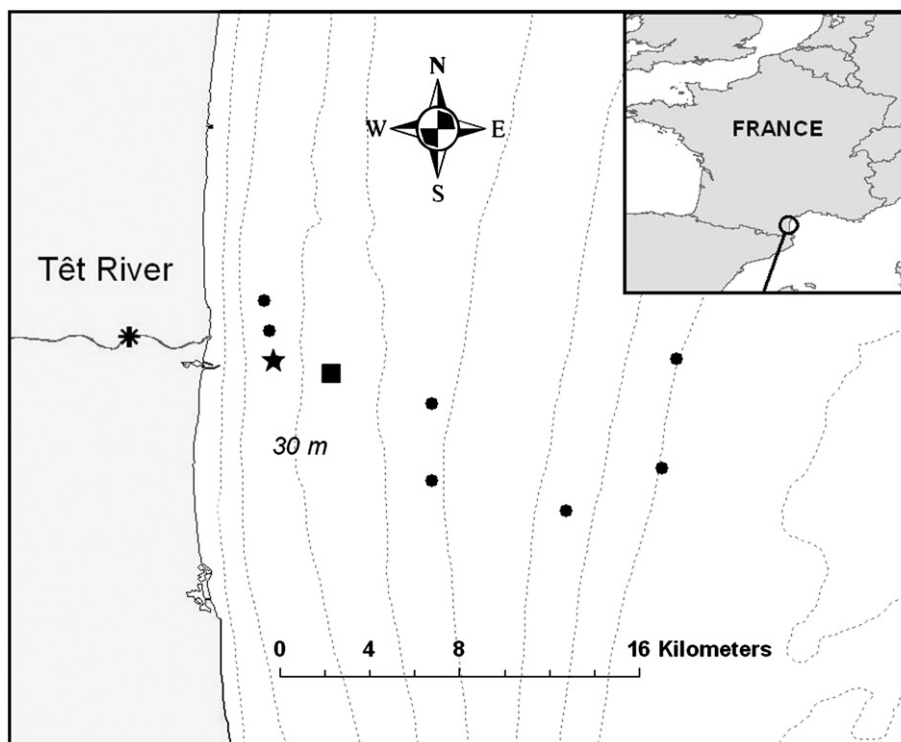 N
W E
S
FRANCE
Têt River
30 m
0 4 8 16 Kilometers